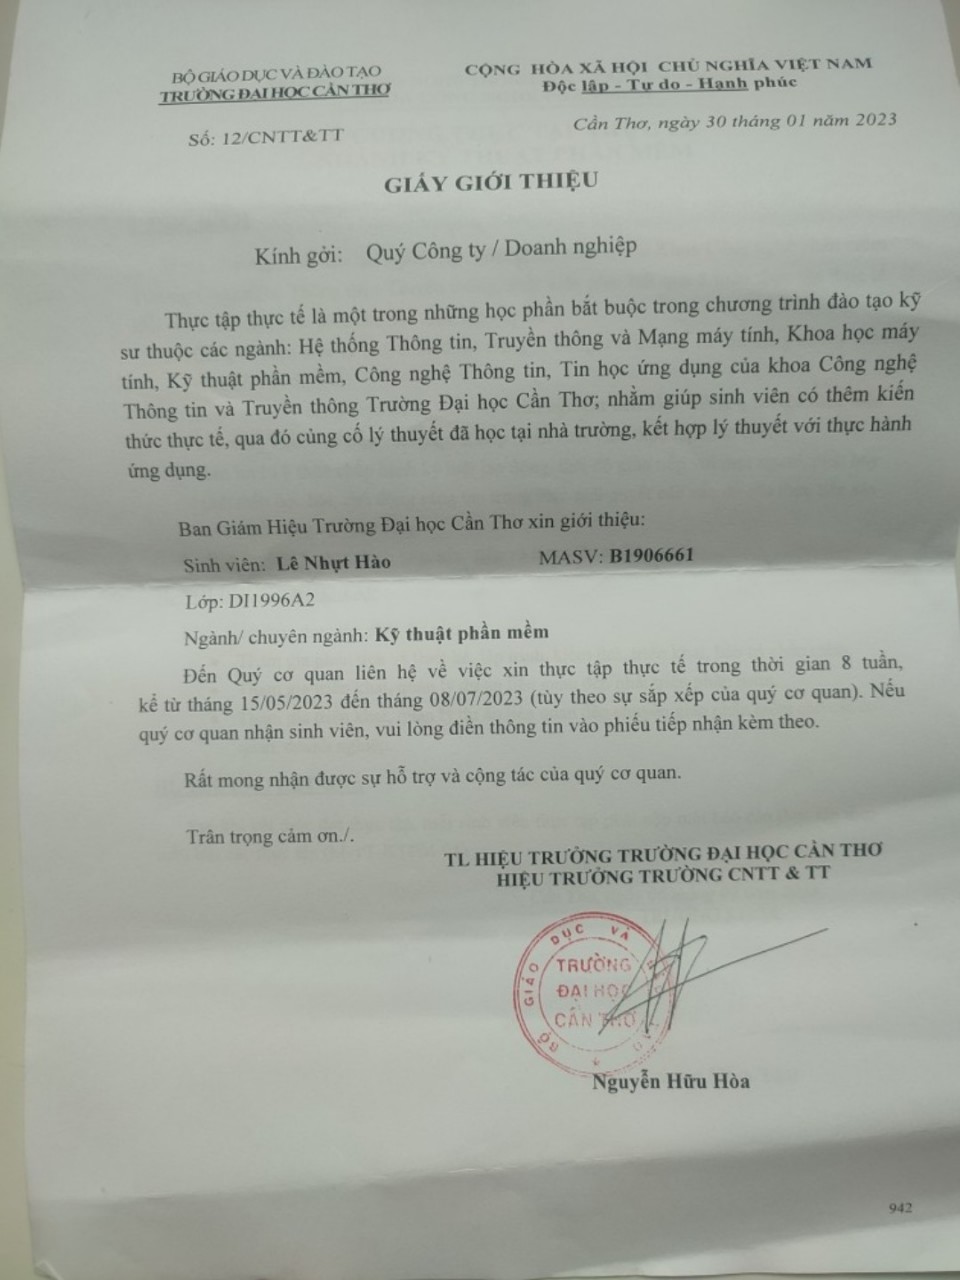 BỘ GIÁO DỤC VÀ ĐÀO TẠO
TRƯỜNG ĐẠI HỌC CẦN THƠ
CỘNG HÒA XÃ HỘI CHỦ NGHĨA VIỆT NAM
Độc lập - Tự do - Hạnh phúc
Số: 12/CNTT&TT
Cần Thơ, ngày 30 tháng 01 năm 2023
GIẤY GIỚI THIỆU
Kính gởi: Quý Công ty / Doanh nghiệp
Thực tập thực tế là một trong những học phần bắt buộc trong chương trình đào tạo kỹ
sư thuộc các ngành: Hệ thống Thông tin, Truyền thông và Mạng máy tính, Khoa học máy
tính, Kỹ thuật phần mềm, Công nghệ Thông tin, Tin học ứng dụng của khoa Công nghệ
Thông tin và Truyền thông Trường Đại học Cần Thơ; nhằm giúp sinh viên có thêm kiến
thức thực tế, qua đó củng cố lý thuyết đã học tại nhà trường, kết hợp lý thuyết với thực hành
ứng dụng.
Ban Giám Hiệu Trường Đại học Cần Thơ xin giới thiệu:
Sinh viên: Lê Nhựt Hào MASV: B1906661
Lớp: DI1996A2
Ngành/ chuyên ngành: Kỹ thuật phần mềm
Đến Quý cơ quan liên hệ về việc xin thực tập thực tế trong thời gian 8 tuần,
kể từ tháng 15/05/2023 đến tháng 08/07/2023 (tùy theo sự sắp xếp của quý cơ quan). Nếu
quý cơ quan nhận sinh viên, vui lòng điền thông tin vào phiếu tiếp nhận kèm theo.
Rất mong nhận được sự hỗ trợ và cộng tác của quý cơ quan.
Trân trọng cảm ơn./.
TL HIỆU TRƯỞNG TRƯỜNG ĐẠI HỌC CẦN THƠ
HIỆU TRƯỞNG TRƯỜNG CNTT & TT
BỘ GIÁO DỤC VÀ
TRƯỜNG
ĐẠI HỌC
CẦN THƠ
Nguyễn Hữu Hòa
942